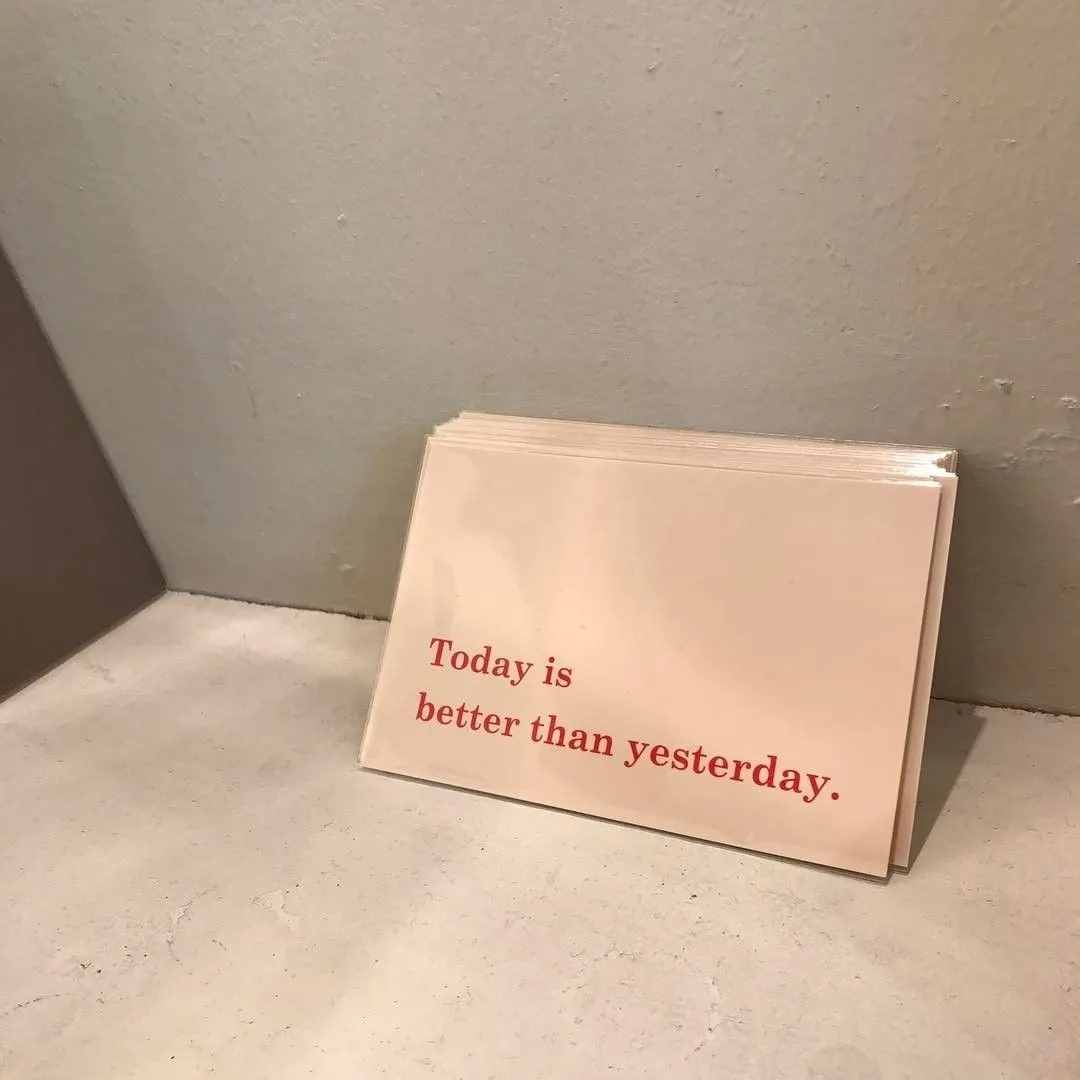 Today is
better than yesterday.